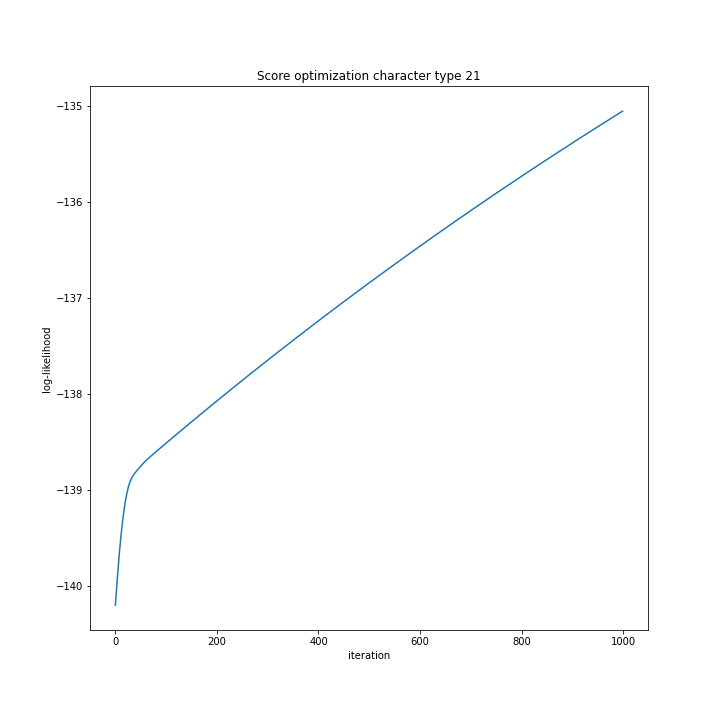 Score optimization character type 21
−135
−136
−137
−138
−139
−140
log-likelihood
0 200 400 600 800 1000
iteration